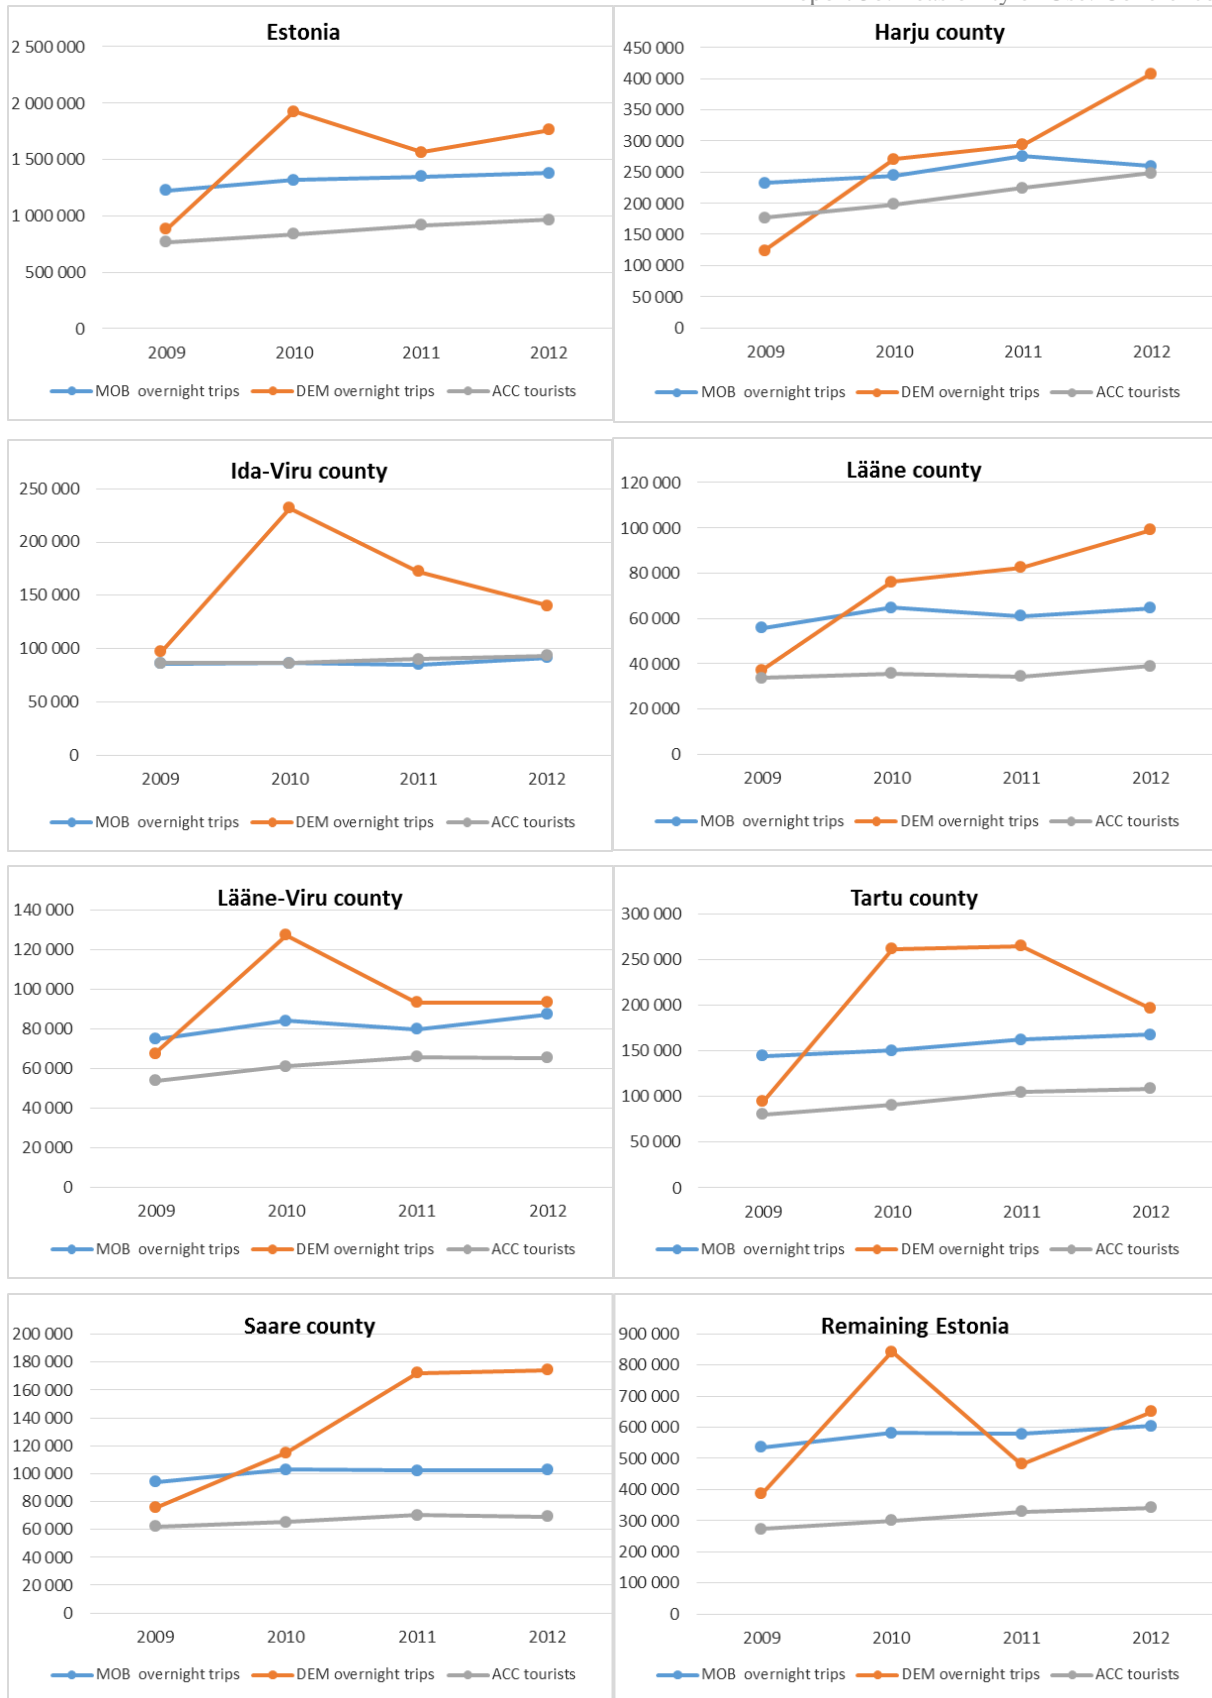 Estonia
2 500 000
2 000 000
1 500 000
1 000 000
500 000
0
2009 2010 2011 2012
MOB overnight trips DEM overnight trips ACC tourists
Harju county
450 000
400 000
350 000
300 000
250 000
200 000
150 000
100 000
50 000
0
2009 2010 2011 2012
MOB overnight trips DEM overnight trips ACC tourists
Ida-Viru county
250 000
200 000
150 000
100 000
50 000
0
2009 2010 2011 2012
MOB overnight trips DEM overnight trips ACC tourists
Lääne county
120 000
100 000
80 000
60 000
40 000
20 000
0
2009 2010 2011 2012
MOB overnight trips DEM overnight trips ACC tourists
Lääne-Viru county
140 000
120 000
100 000
80 000
60 000
40 000
20 000
0
2009 2010 2011 2012
MOB overnight trips DEM overnight trips ACC tourists
Tartu county
300 000
250 000
200 000
150 000
100 000
50 000
0
2009 2010 2011 2012
MOB overnight trips DEM overnight trips ACC tourists
Saare county
200 000
180 000
160 000
140 000
120 000
100 000
80 000
60 000
40 000
20 000
0
2009 2010 2011 2012
MOB overnight trips DEM overnight trips ACC tourists
Remaining Estonia
900 000
800 000
700 000
600 000
500 000
400 000
300 000
200 000
100 000
0
2009 2010 2011 2012
MOB overnight trips DEM overnight trips ACC tourists